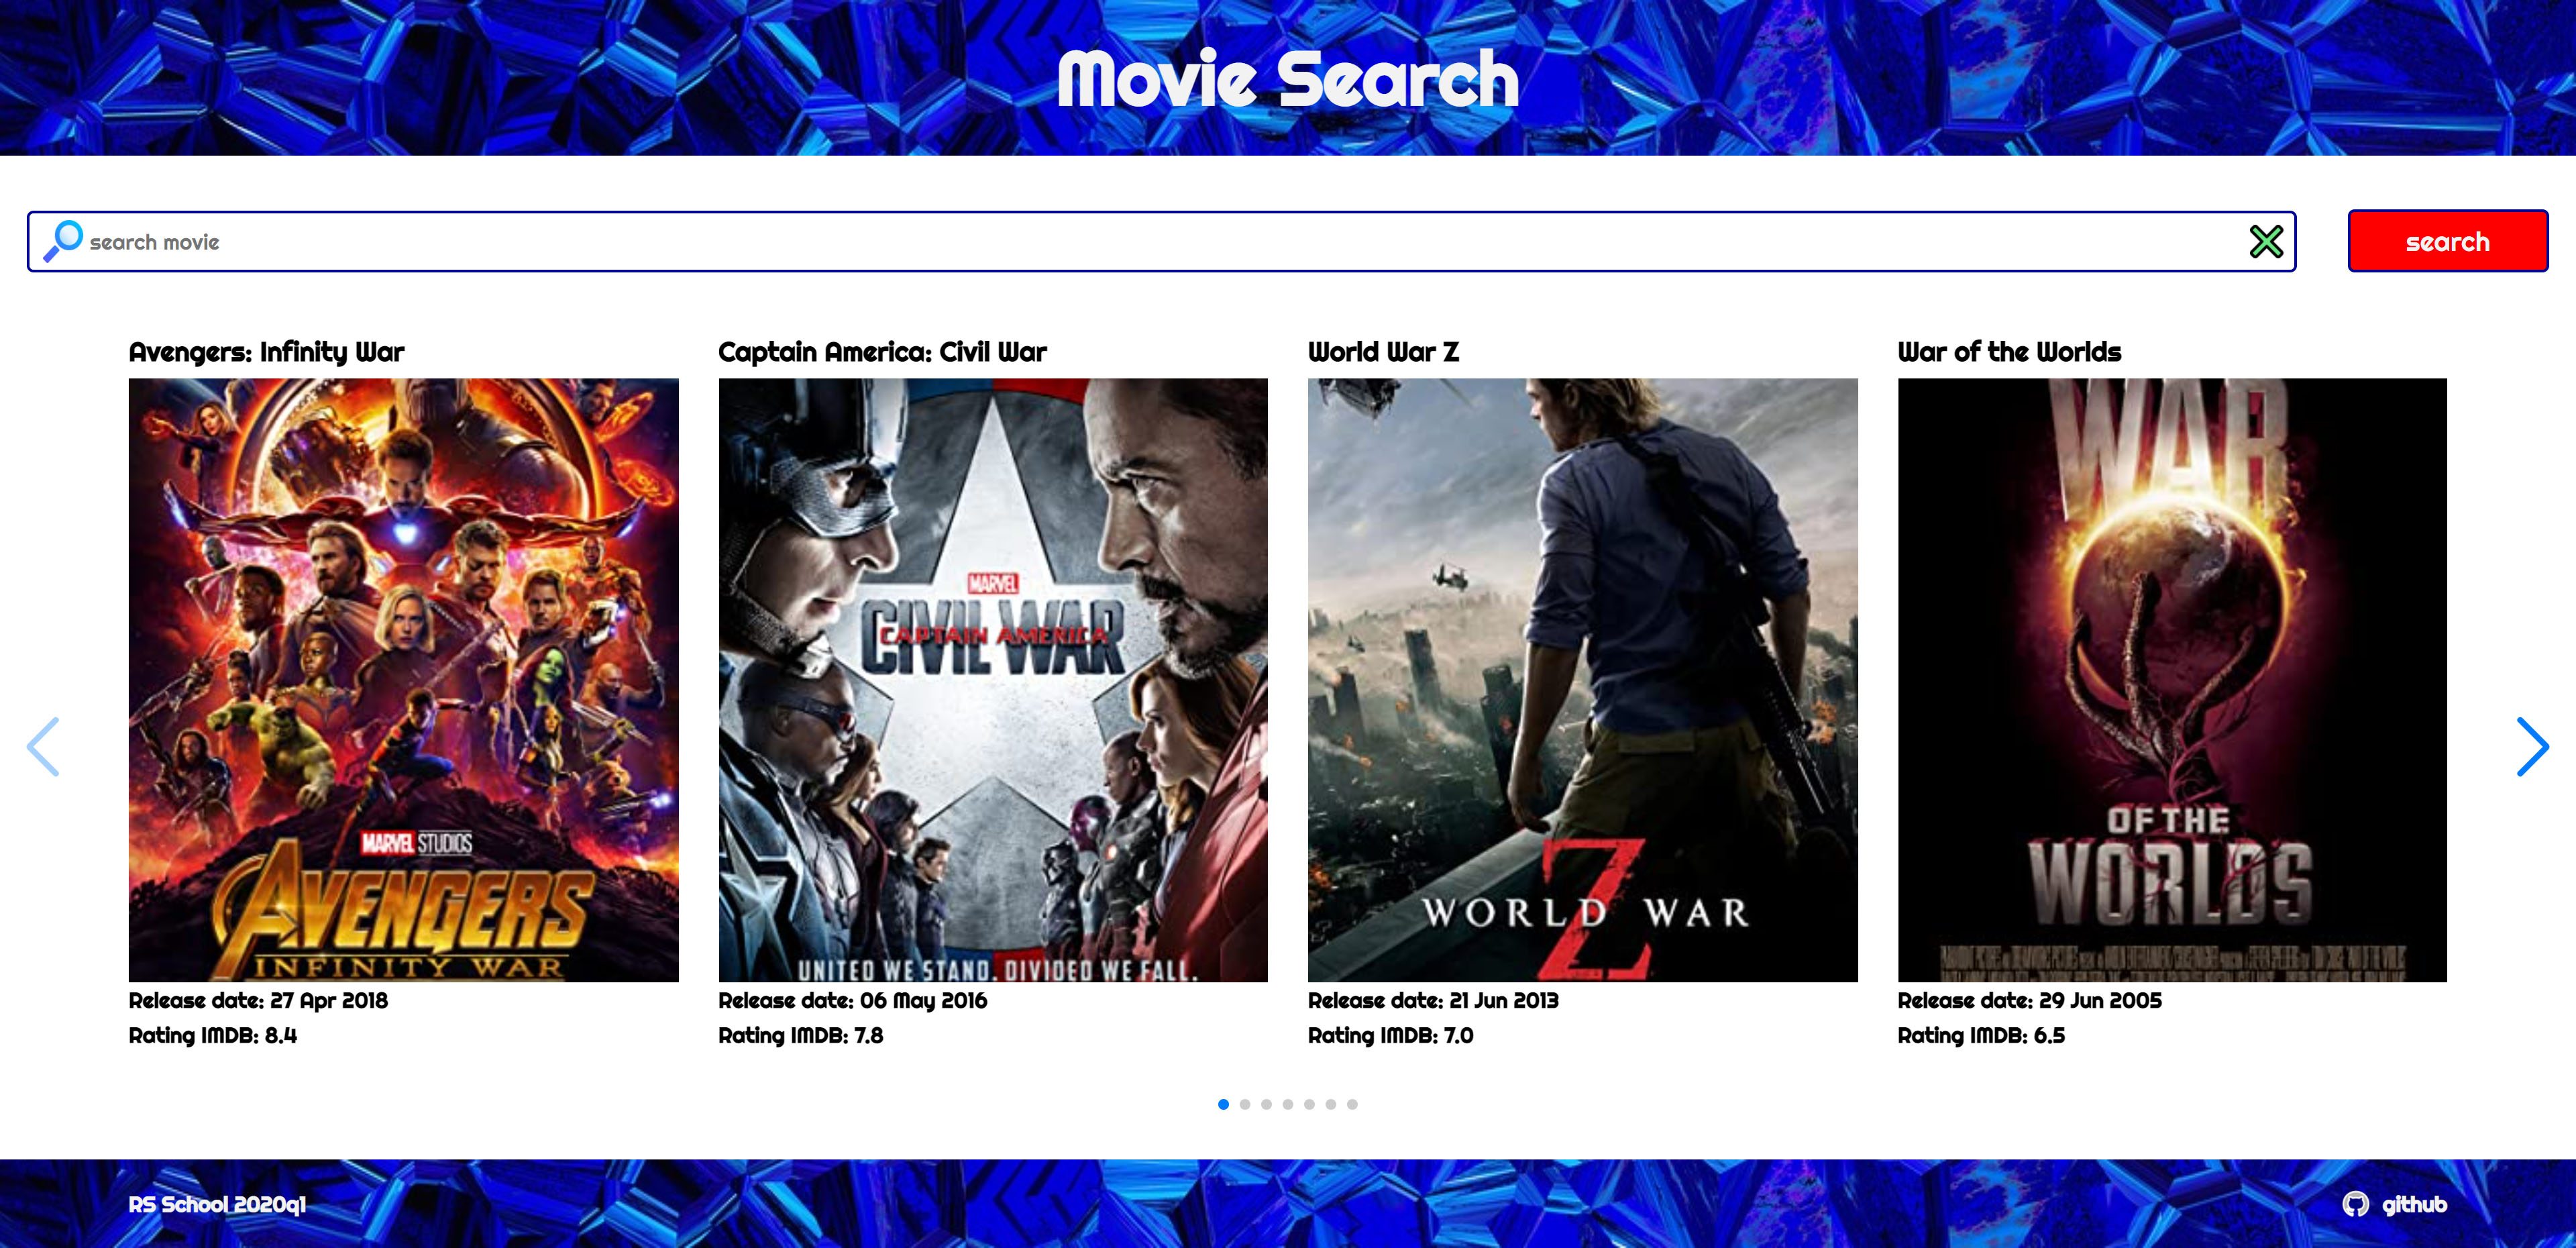 Movie Search
search movie
search
Avengers: Infinity War
Captain America: Civil War
World War Z
War of the Worlds
MARVEL STUDIOS
AVENGERS
INFINITY WAR
MARVEL
CAPTAIN AMERICA
CIVIL WAR
UNITED WE STAND. DIVIDED WE FALL.
Z
WORLD WAR
WAR
OF THE
WORLDS
Release date: 27 Apr 2018
Rating IMDB: 8.4
Release date: 06 May 2016
Rating IMDB: 7.8
Release date: 21 Jun 2013
Rating IMDB: 7.0
Release date: 29 Jun 2005
Rating IMDB: 6.5
RS School 2020q1
github